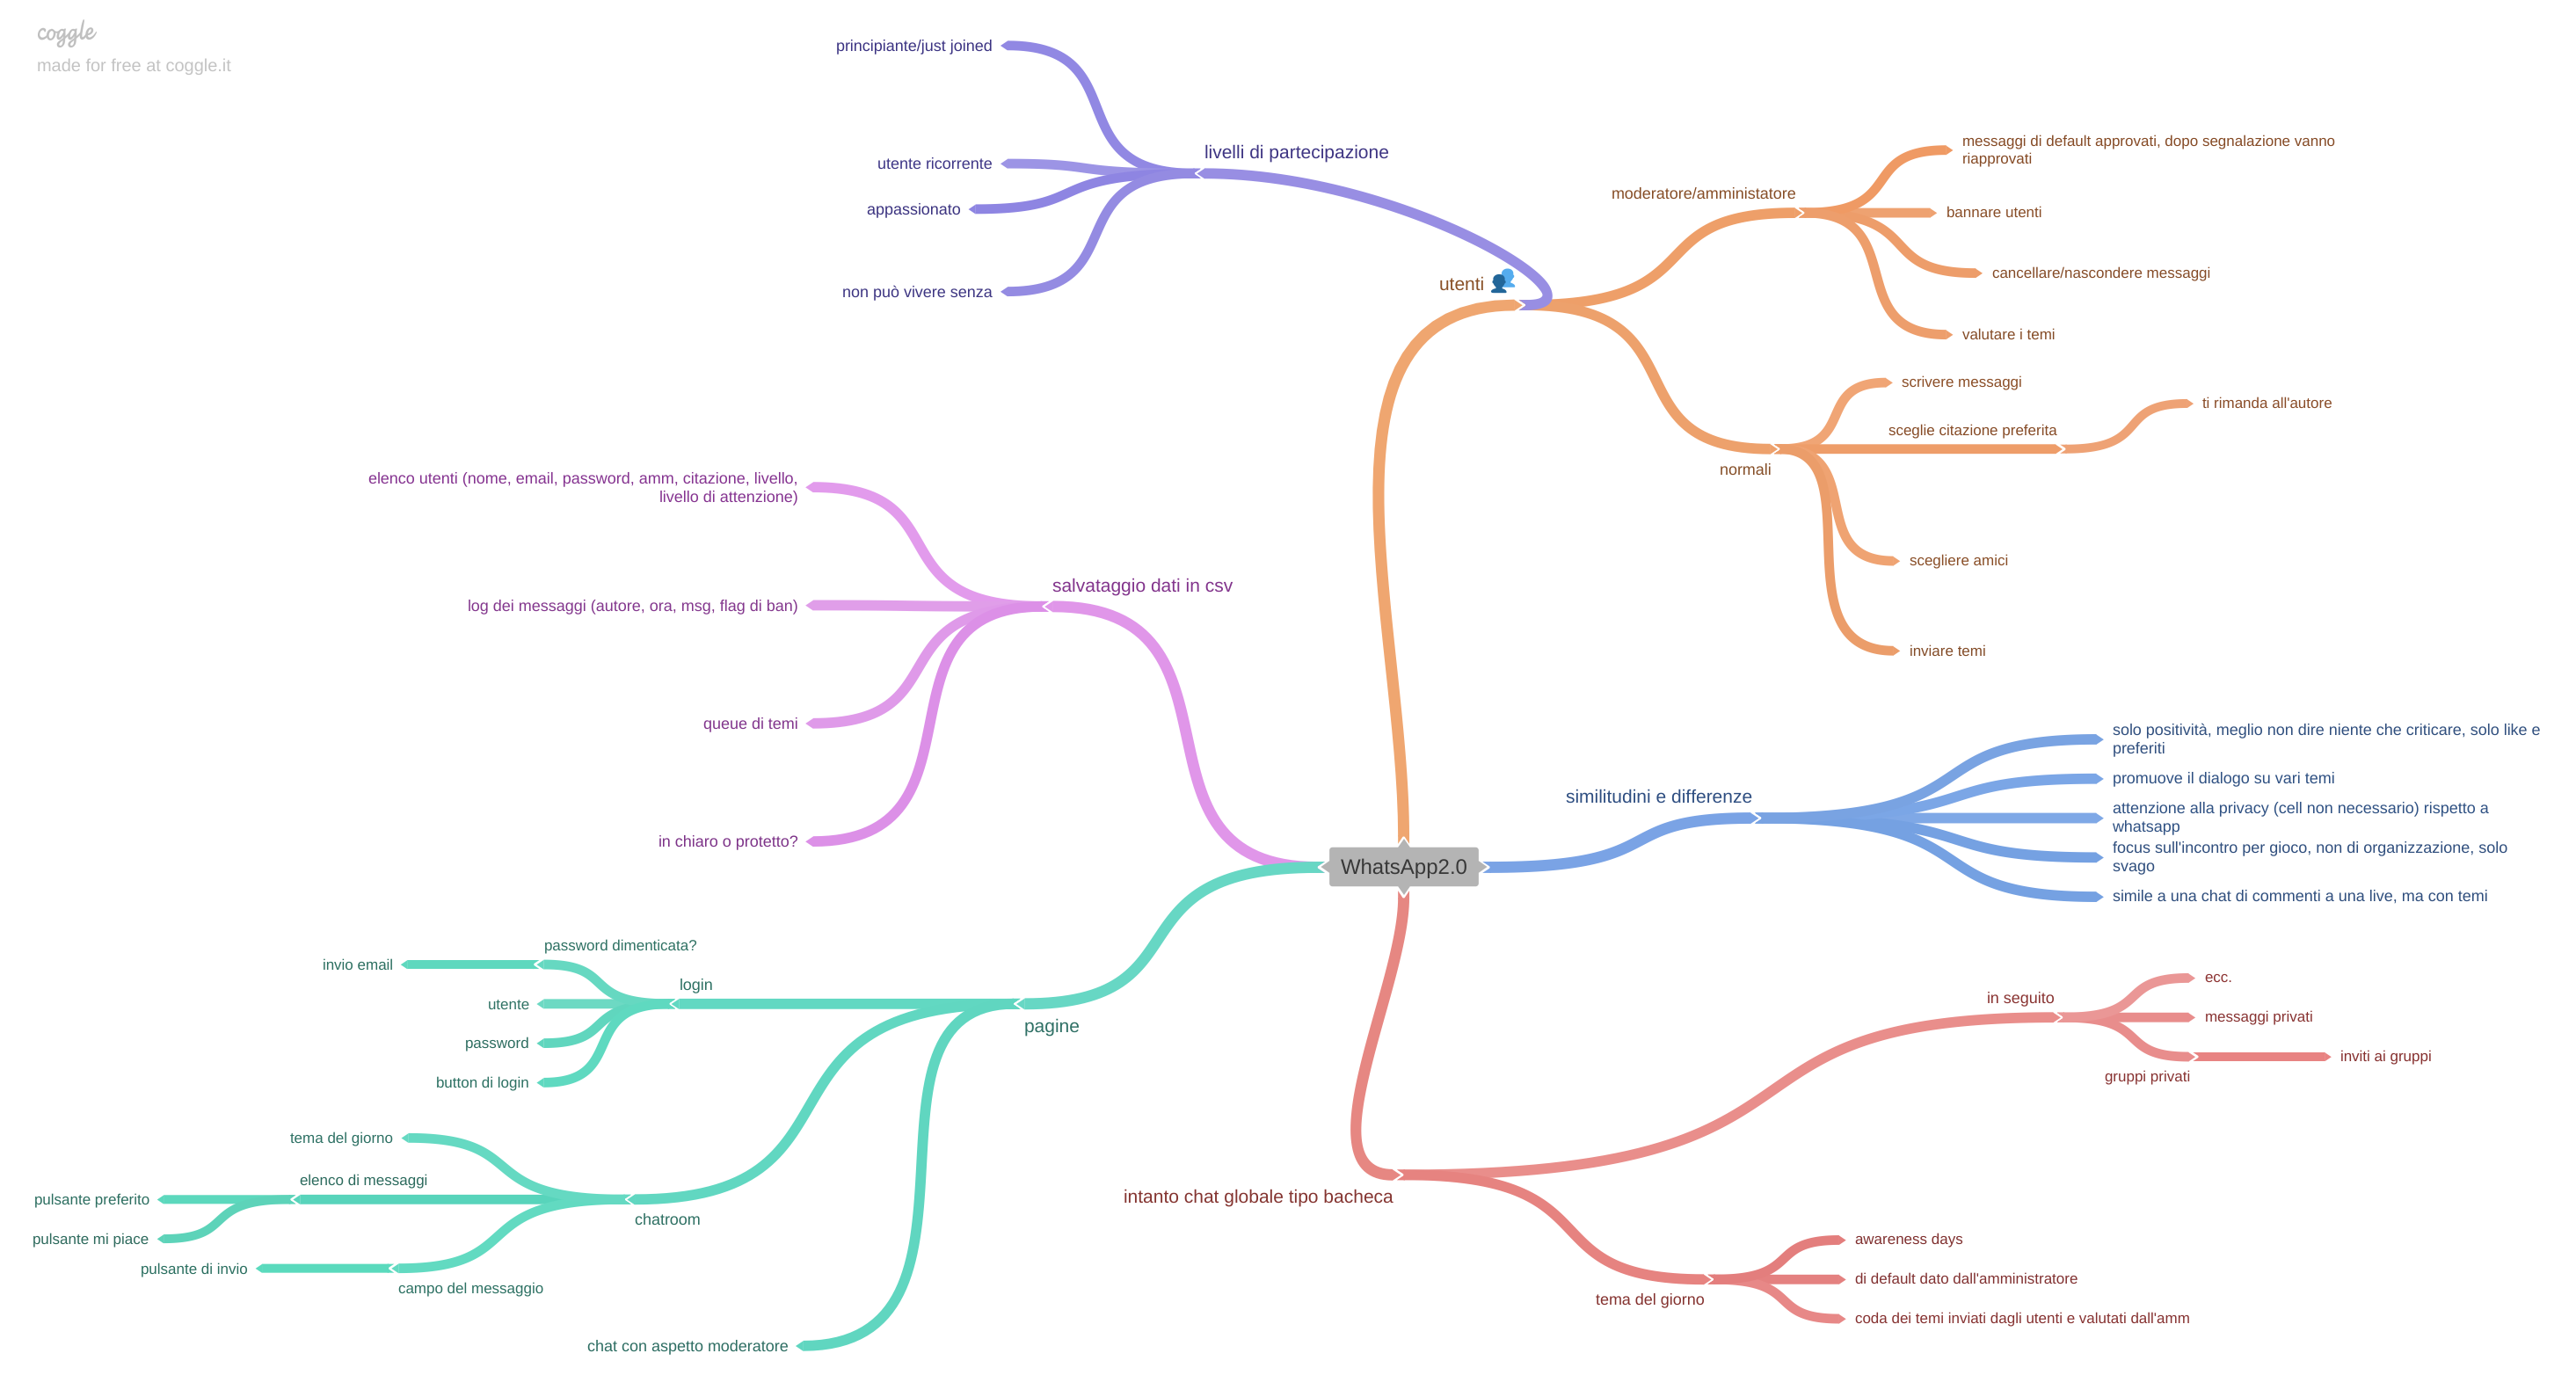 coggle
made for free at coggle.it
WhatsApp2.0
utenti
livelli di partecipazione
principiante/just joined
utente ricorrente
appassionato
non può vivere senza
moderatore/amministatore
messaggi di default approvati, dopo segnalazione vanno
riapprovati
bannare utenti
cancellare/nascondere messaggi
valutare i temi
normali
scrivere messaggi
sceglie citazione preferita
ti rimanda all'autore
scegliere amici
inviare temi
similitudini e differenze
solo positività, meglio non dire niente che criticare, solo like e
preferiti
promuove il dialogo su vari temi
attenzione alla privacy (cell non necessario) rispetto a
whatsapp
focus sull'incontro per gioco, non di organizzazione, solo
svago
simile a una chat di commenti a una live, ma con temi
intanto chat globale tipo bacheca
in seguito
ecc.
messaggi privati
gruppi privati
inviti ai gruppi
tema del giorno
awareness days
di default dato dall'amministratore
coda dei temi inviati dagli utenti e valutati dall'amm
salvataggio dati in csv
elenco utenti (nome, email, password, amm, citazione, livello,
livello di attenzione)
log dei messaggi (autore, ora, msg, flag di ban)
queue di temi
in chiaro o protetto?
pagine
login
password dimenticata?
invio email
utente
password
button di login
chatroom
tema del giorno
elenco di messaggi
pulsante preferito
pulsante mi piace
campo del messaggio
pulsante di invio
chat con aspetto moderatore